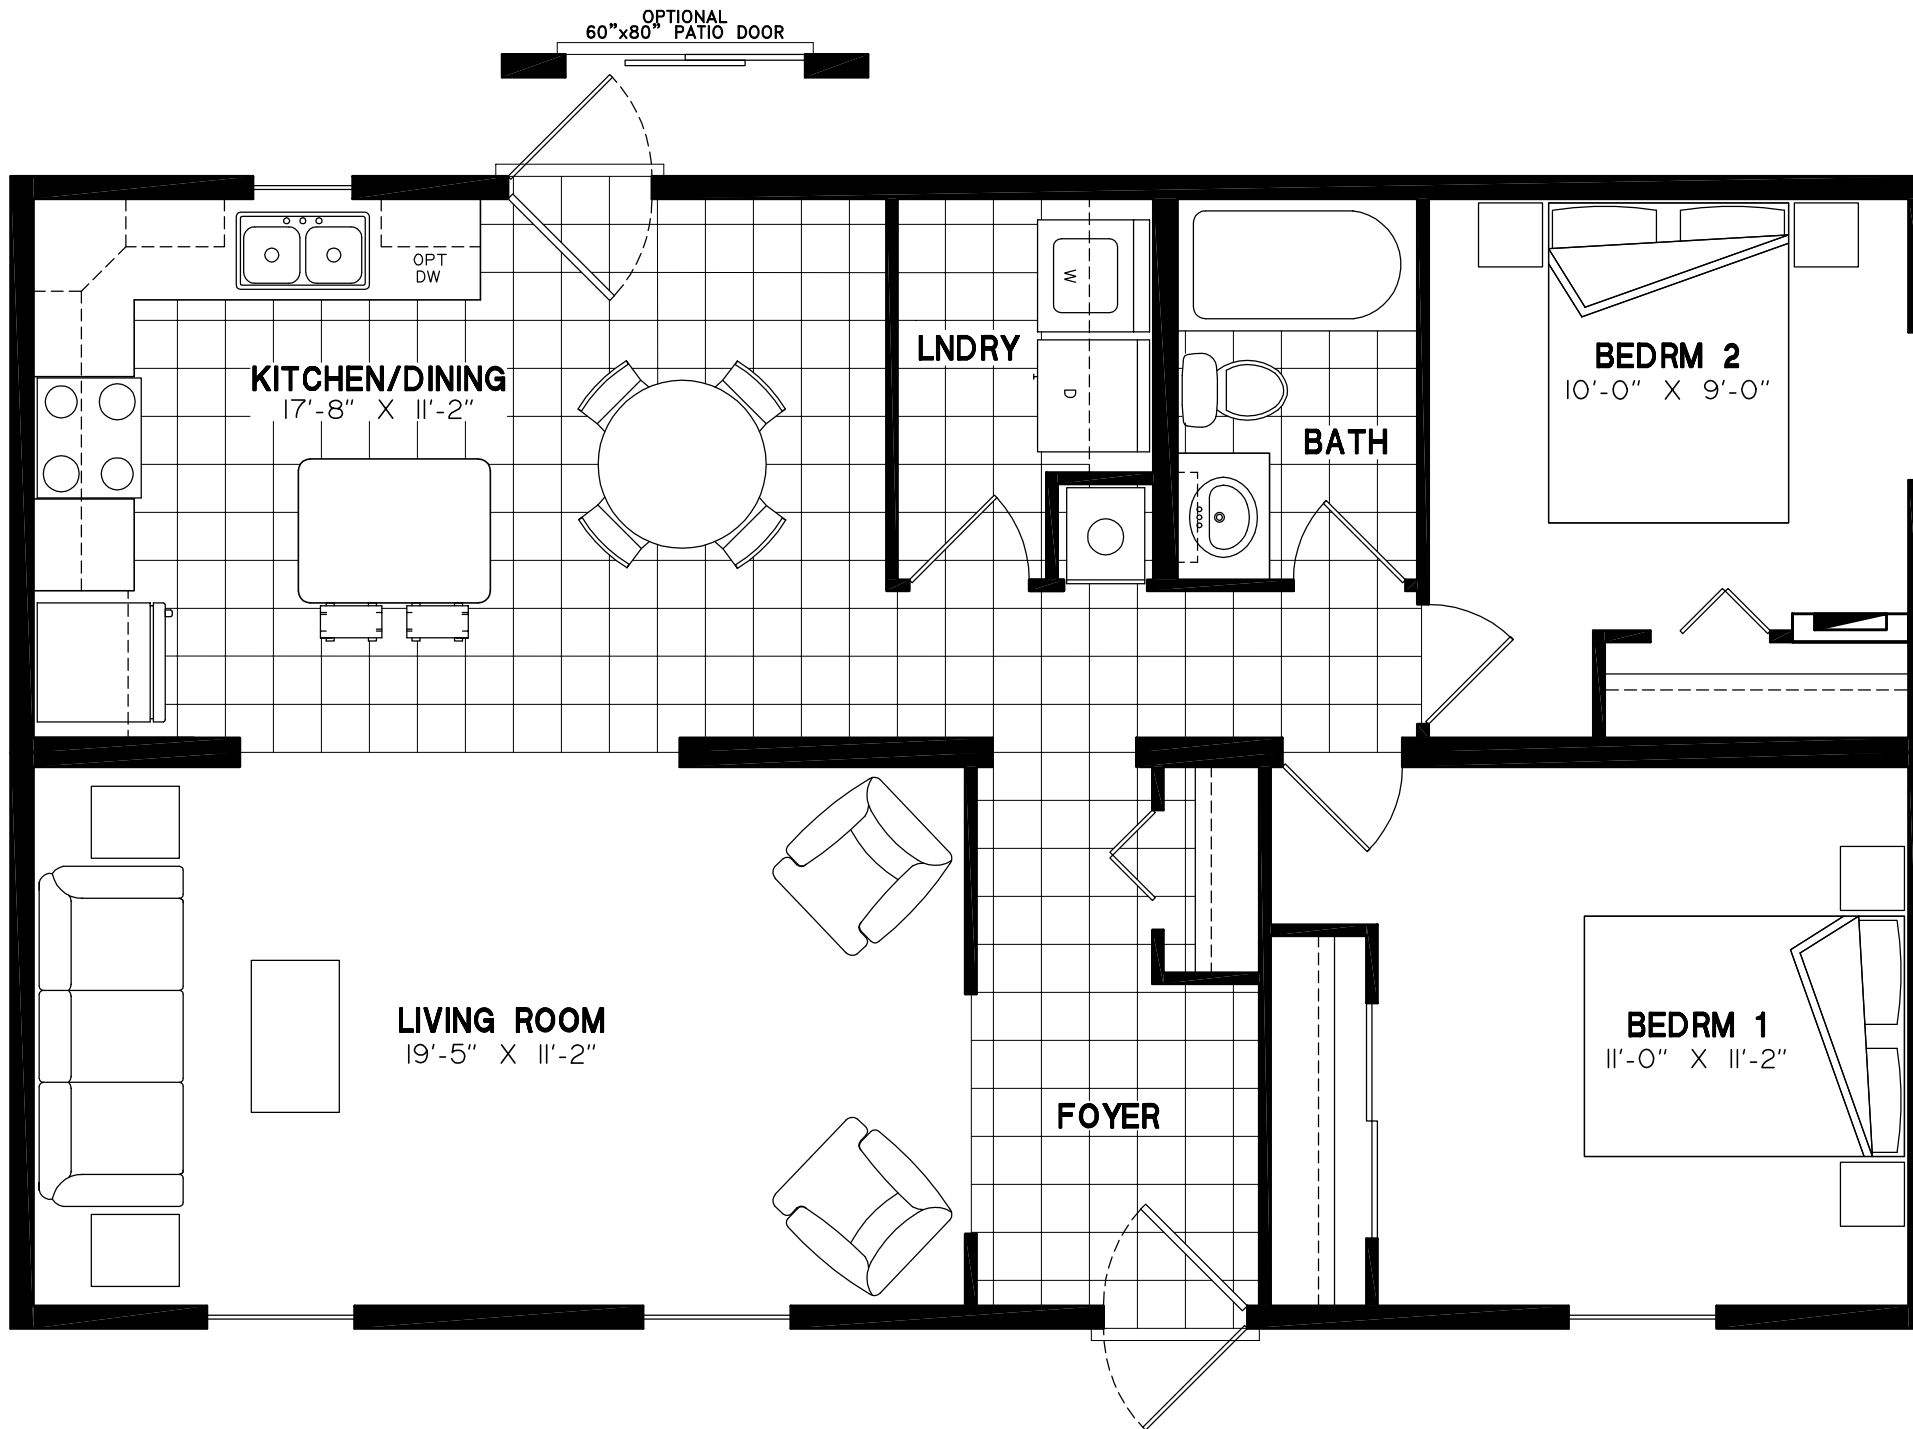 OPTIONAL
60"x80" PATIO DOOR
OPT
DW
KITCHEN/DINING
17'-8" X 11'-2"
LNDRY
W
D
BATH
BEDRM 2
10'-0" X 9'-0"
LIVING ROOM
19'-5" X 11'-2"
FOYER
BEDRM 1
11'-0" X 11'-2"